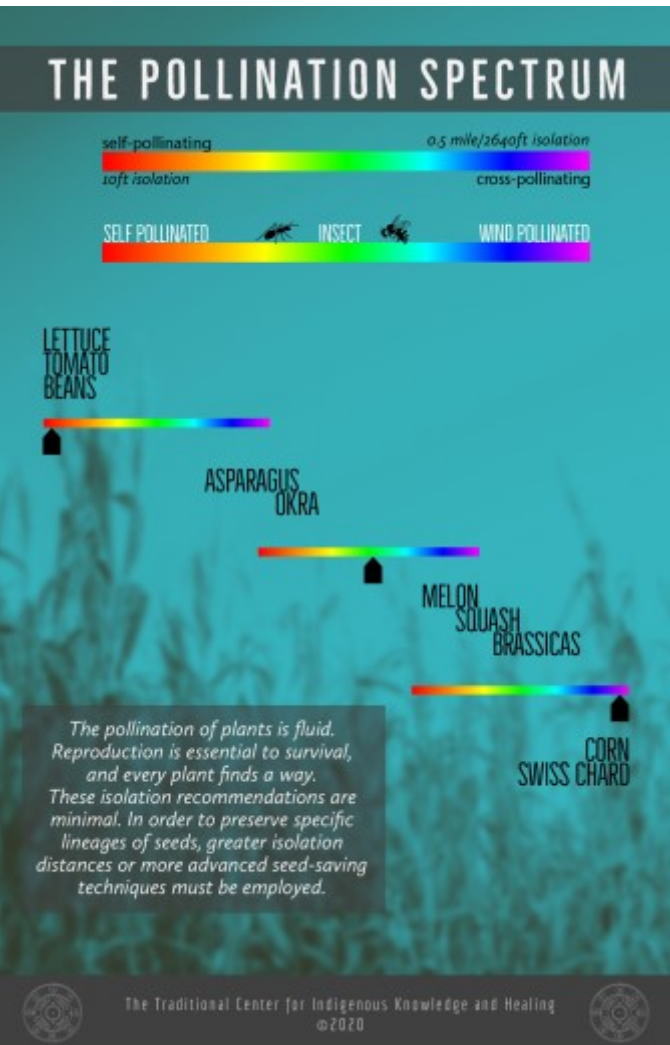 THE POLLINATION SPECTRUM
self-pollinating
0.5 mile/2640ft isolation
10ft isolation
cross-pollinating
SELF POLLINATED
INSECT
WIND POLLINATED
LETTUCE
TOMATO
BEANS
ASPARAGUS
OKRA
MELON
SQUASH
BRASSICAS
CORN
SWISS CHARD
The pollination of plants is fluid.
Reproduction is essential to survival,
and every plant finds a way.
These isolation recommendations are
minimal. In order to preserve specific
lineages of seeds, greater isolation
distances or more advanced seed-saving
techniques must be employed.
The Traditional Center for Indigenous Knowledge and Healing
©2020